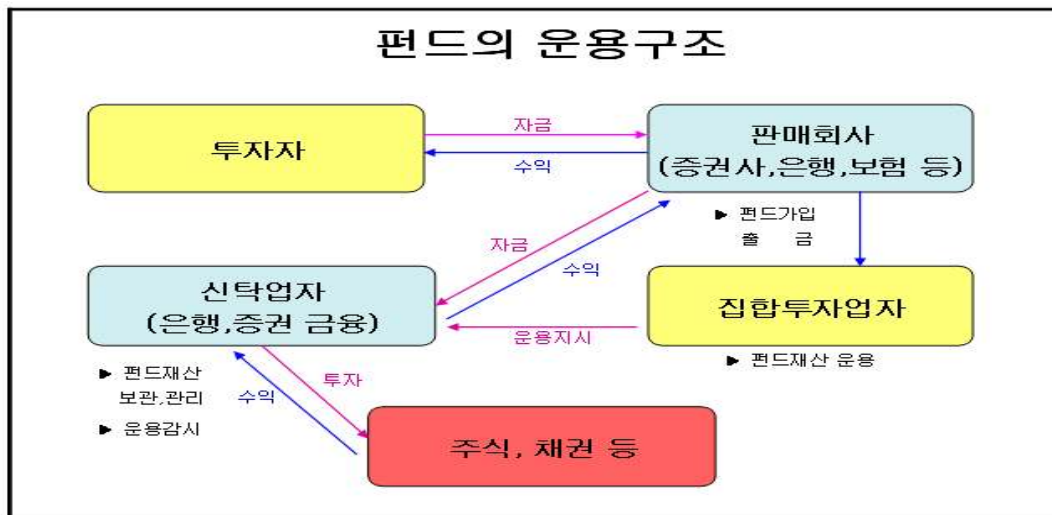 펀드의 운용구조
투자자
자금
수익
판매회사
(증권사,은행,보험 등)
▶ 펀드가입
출 금
자금
수익
신탁업자
(은행,증권 금융)
운용지시
집합투자업자
▶ 펀드재산 운용
▶ 펀드재산
보관,관리
▶ 운용감시
투자
수익
주식, 채권 등